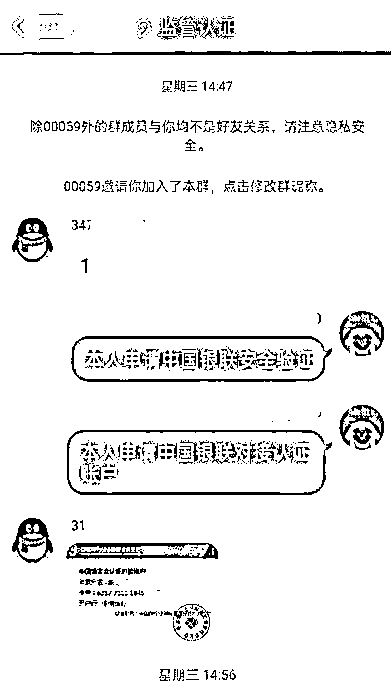 监管认证
星期三 14:47
除00059外的群成员与你均不是好友关系，请注意隐私安
全。
00059邀请你加入了本群，点击修改群昵称。
347
1
本人申请中国银联安全验证
本人申请中国银联对接认证
账户
31
星期三 14:56